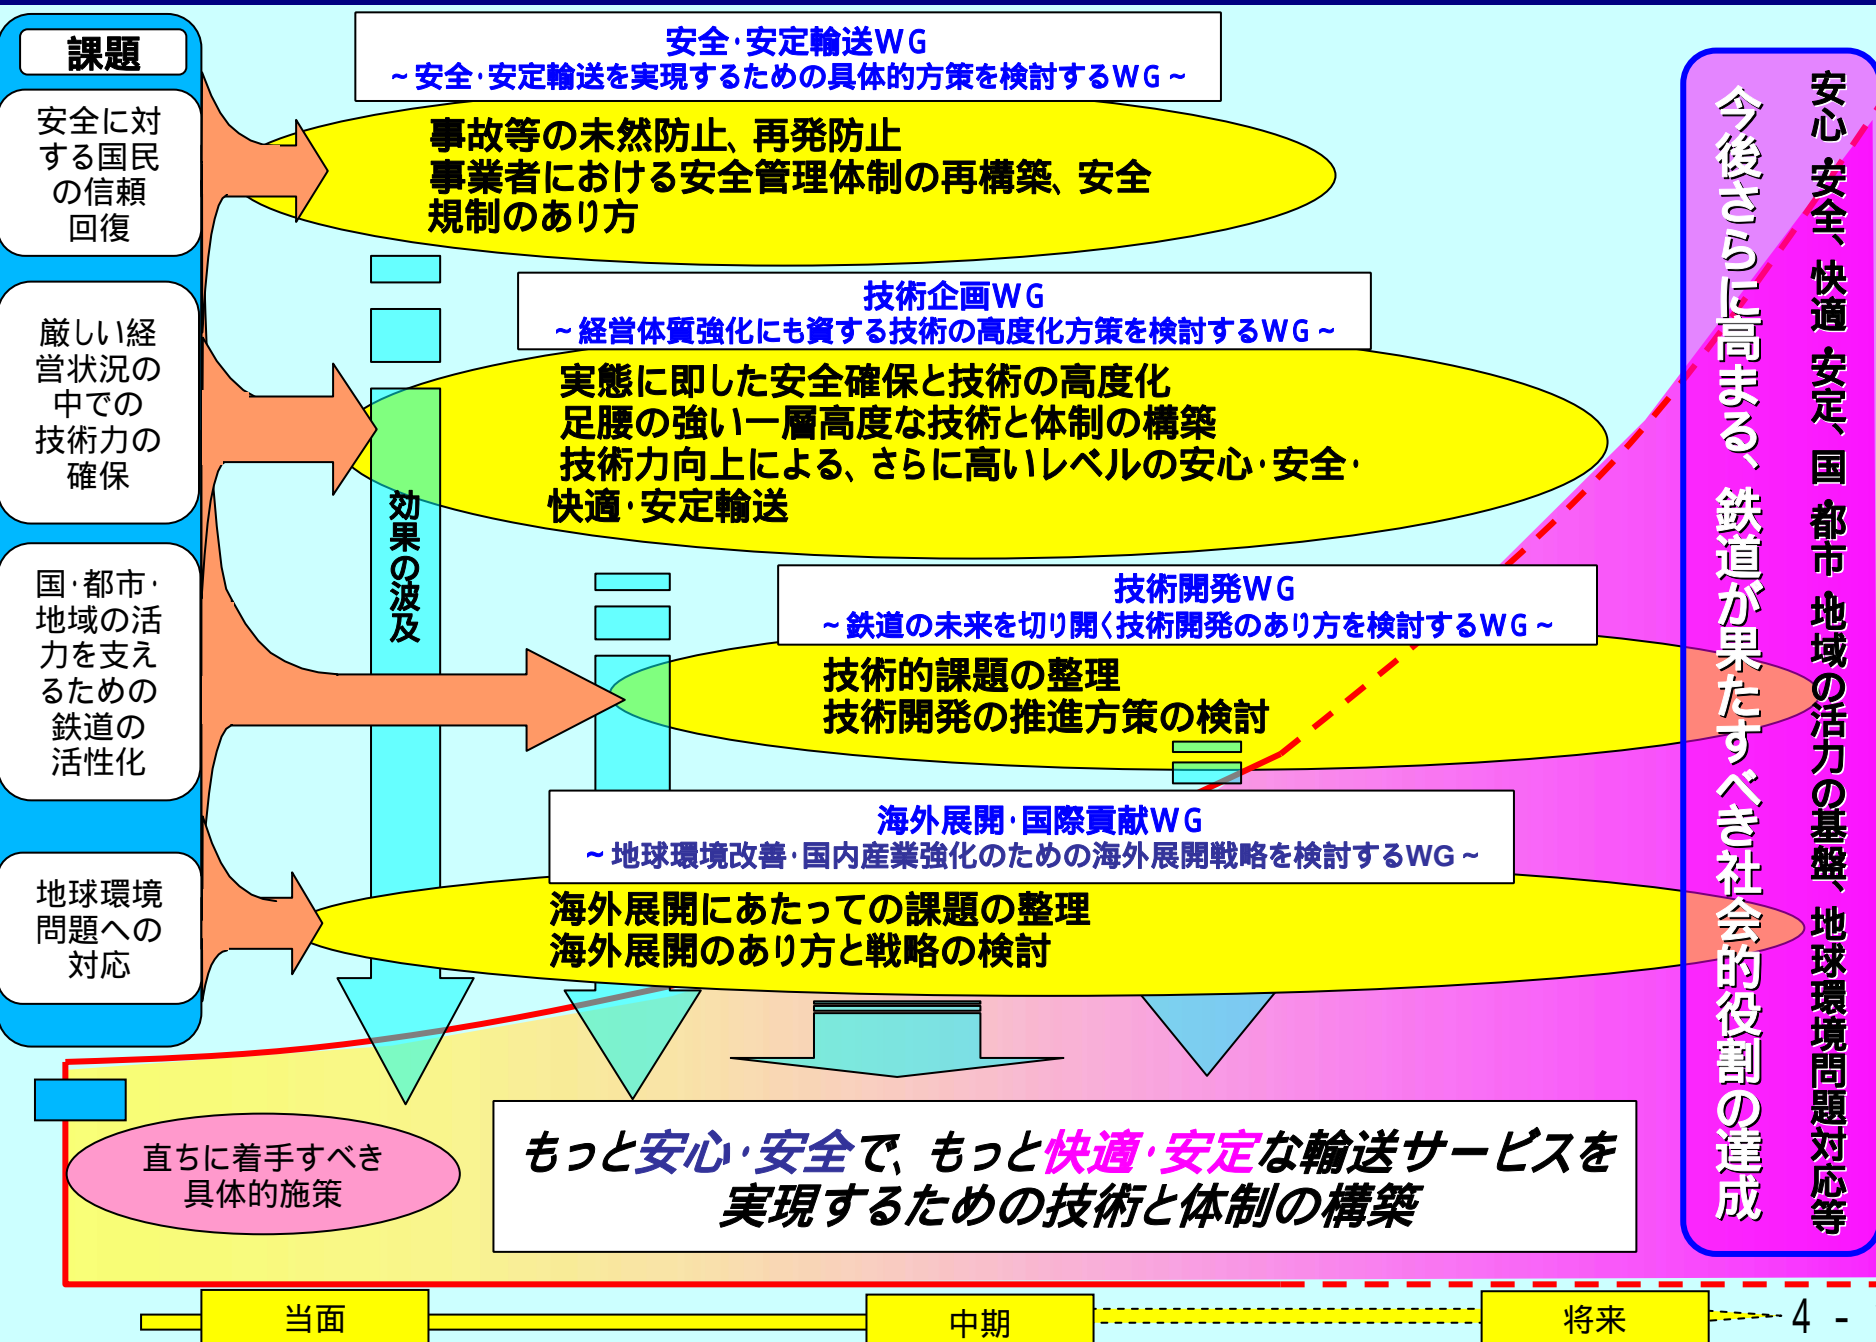 課題
安全に対
する国民
の信頼
回復
厳しい経
営状況の
中での
技術力の
確保
国・都市・
地域の活
力を支え
るための
鉄道の
活性化
地球環境
問題への
対応
安全・安定輸送WG
～安全・安定輸送を実現するための具体的方策を検討するWG～
事故等の未然防止、再発防止
事業者における安全管理体制の再構築、安全
規制のあり方
技術企画WG
～経営体質強化にも資する技術の高度化方策を検討するWG～
実態に即した安全確保と技術の高度化
足腰の強い一層高度な技術と体制の構築
技術力向上による、さらに高いレベルの安心・安全・
快適・安定輸送
効果の波及
技術開発WG
～鉄道の未来を切り開く技術開発のあり方を検討するWG～
技術的課題の整理
技術開発の推進方策の検討
海外展開・国際貢献WG
～地球環境改善・国内産業強化のための海外展開戦略を検討するWG～
海外展開にあたっての課題の整理
海外展開のあり方と戦略の検討
安心・安全、快適・安定、国・都市・地域の活力の基盤、地球環境問題対応等
今後さらに高まる、鉄道が果たすべき社会的役割の達成
直ちに着手すべき
具体的施策
もっと安心・安全で、もっと快適・安定な輸送サービスを
実現するための技術と体制の構築
当面
中期
将来
4 -